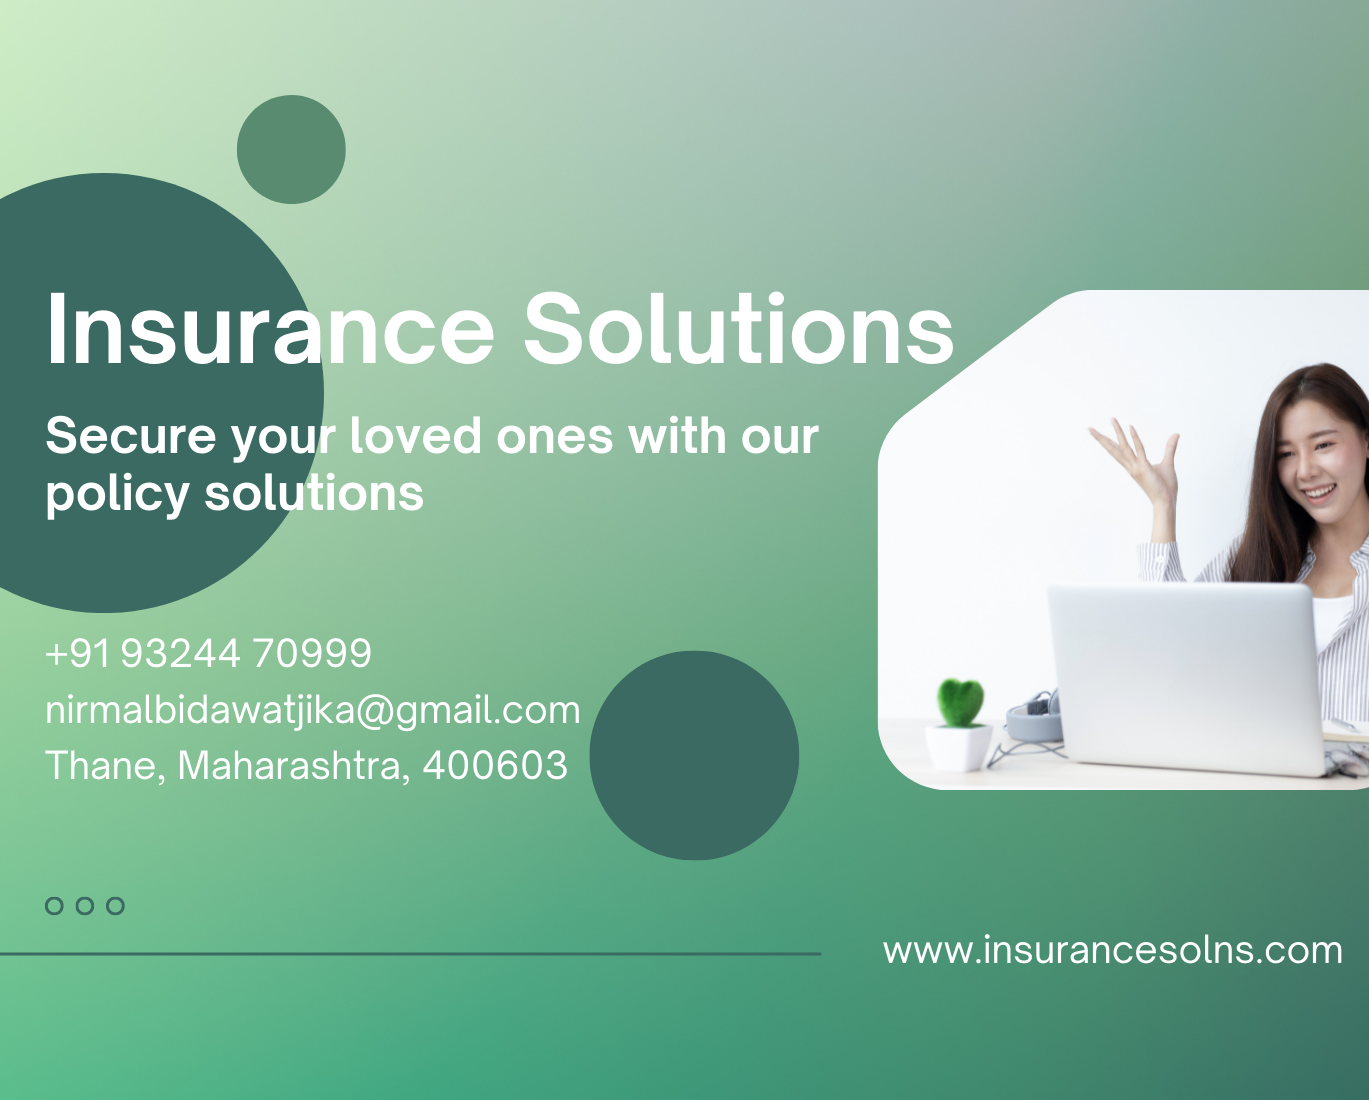 Insurance Solutions
Secure your loved ones with our
policy solutions
+91 93244 70999
nirmalbidawatjika@gmail.com
Thane, Maharashtra, 400603
www.insurancesolns.com